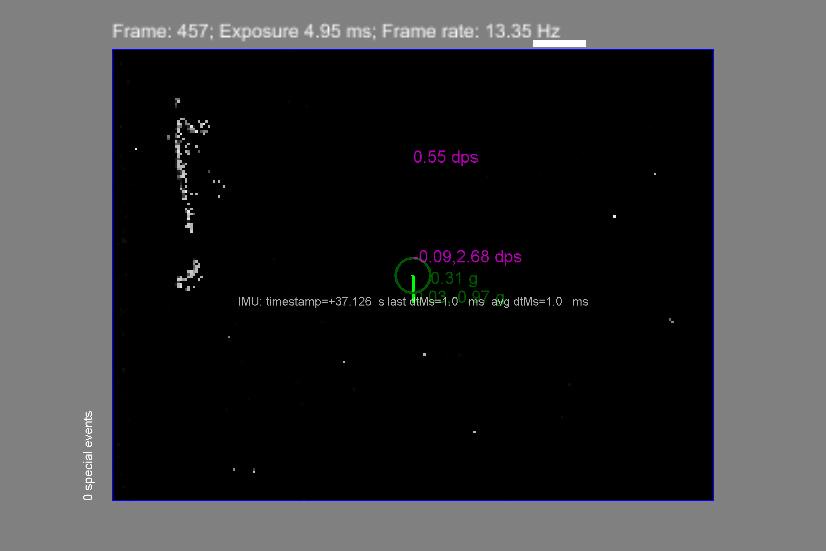 Frame: 457; Exposure 4.95 ms; Frame rate: 13.35 Hz
0.55 dps
-0.09,2.68 dps
0.31 g
IMU: timestamp=+37.126 s last dtMs=1.0 ms avg dtMs=1.0 ms
0 special events